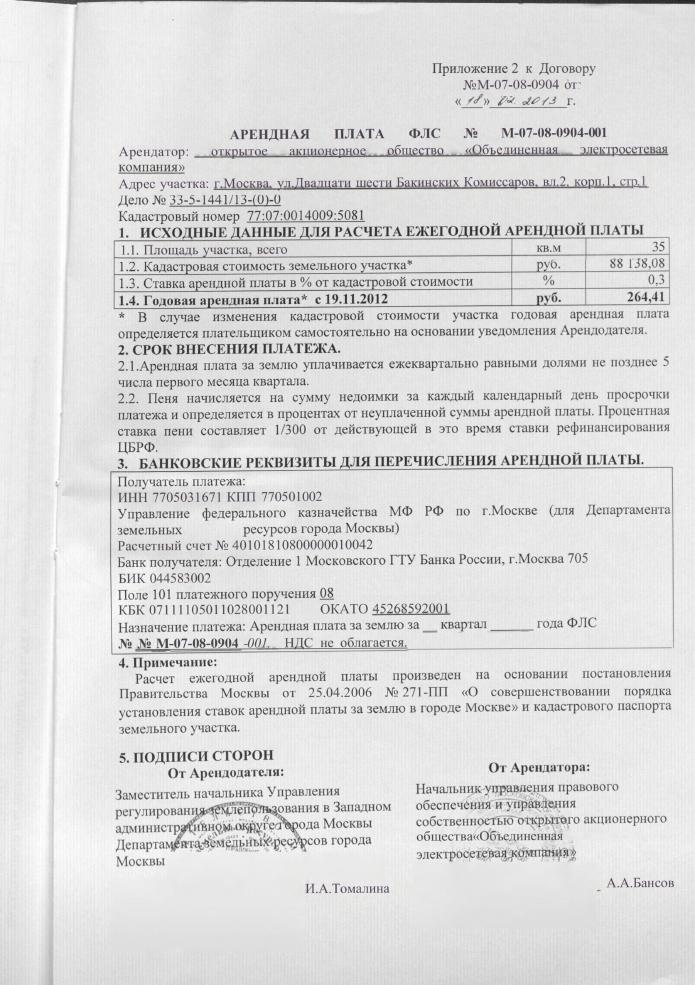 Приложение 2 к Договору
№М-07-08-0904 от
« 18 » 2013 г.
АРЕНДНАЯ ПЛАТА ФЛС № М-07-08-0904-001
Арендатор: открытое акционерное общество «Объединенная электросетевая
компания»
Адрес участка: г.Москва, ул.Двадцати шести Бакинских Комиссаров, вл.2, корп.1, стр.1
Дело № 33-5-1441/13-(0)-0
Кадастровый номер 77:07:0014009:5081
1. ИСХОДНЫЕ ДАННЫЕ ДЛЯ РАСЧЕТА ЕЖЕГОДНОЙ АРЕНДНОЙ ПЛАТЫ
1.1. Площадь участка, всего кв.м 35
1.2. Кадастровая стоимость земельного участка* руб. 88 138,08
1.3. Ставка арендной платы в % от кадастровой стоимости % 0,3
1.4. Годовая арендная плата* с 19.11.2012 руб. 264,41
* В случае изменения кадастровой стоимости участка годовая арендная плата
определяется плательщиком самостоятельно на основании уведомления Арендодателя.
2. СРОК ВНЕСЕНИЯ ПЛАТЕЖА.
2.1.Арендная плата за землю уплачивается ежеквартально равными долями не позднее 5
числа первого месяца квартала.
2.2. Пеня начисляется на сумму недоимки за каждый календарный день просрочки
платежа и определяется в процентах от неуплаченной суммы арендной платы. Процентная
ставка пени составляет 1/300 от действующей в это время ставки рефинансирования
ЦБРФ.
3. БАНКОВСКИЕ РЕКВИЗИТЫ ДЛЯ ПЕРЕЧИСЛЕНИЯ АРЕНДНОЙ ПЛАТЫ.
Получатель платежа:
ИНН 7705031671 КПП 770501002
Управление федерального казначейства МФ РФ по г.Москве (для Департамента
земельных ресурсов города Москвы)
Расчетный счет № 40101810800000010042
Банк получателя: Отделение 1 Московского ГТУ Банка России, г.Москва 705
БИК 044583002
Поле 101 платежного поручения 08
КБК 07111105011028001121 ОКАТО 45268592001
Назначение платежа: Арендная плата за землю за __ квартал ______ года ФЛС
№ № М-07-08-0904 -001. НДС не облагается.
4. Примечание:
Расчет ежегодной арендной платы произведен на основании постановления
Правительства Москвы от 25.04.2006 № 271-ПП «О совершенствовании порядка
установления ставок арендной платы за землю в городе Москве» и кадастрового паспорта
земельного участка.
5. ПОДПИСИ СТОРОН
От Арендодателя:
Заместитель начальника Управления
регулирования землепользования в Западном
административном округе города Москвы
Департамента земельных ресурсов города
Москвы
И.А.Томалина
От Арендатора:
Начальник управления правового
обеспечения и управления
собственностью открытого акционерного
общества«Объединенная
электросетевая компания»
А.А.Бансов